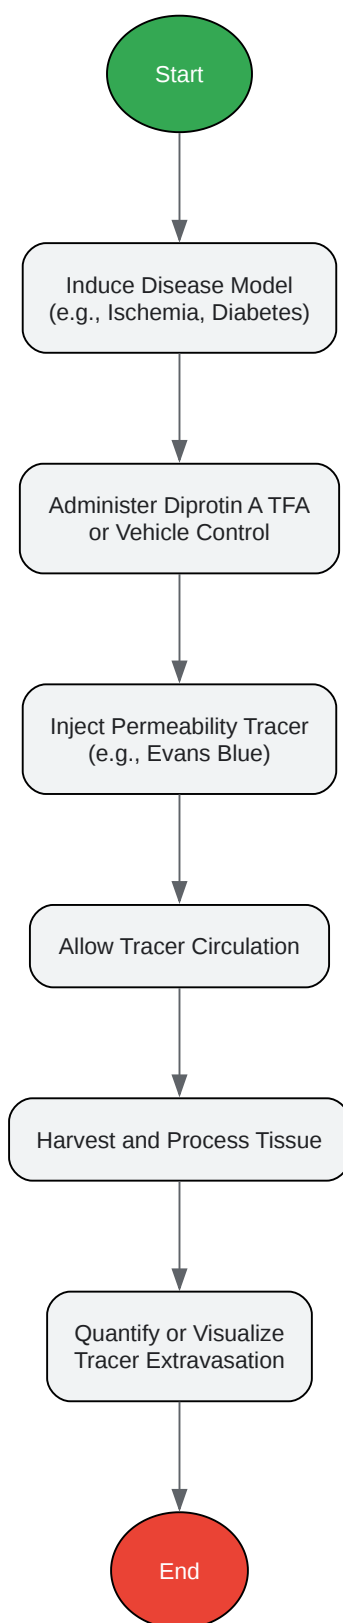 Start
Induce Disease Model
(e.g., Ischemia, Diabetes)
Administer Diprotin A TFA
or Vehicle Control
Inject Permeability Tracer
(e.g., Evans Blue)
Allow Tracer Circulation
Harvest and Process Tissue
Quantify or Visualize
Tracer Extravasation
End